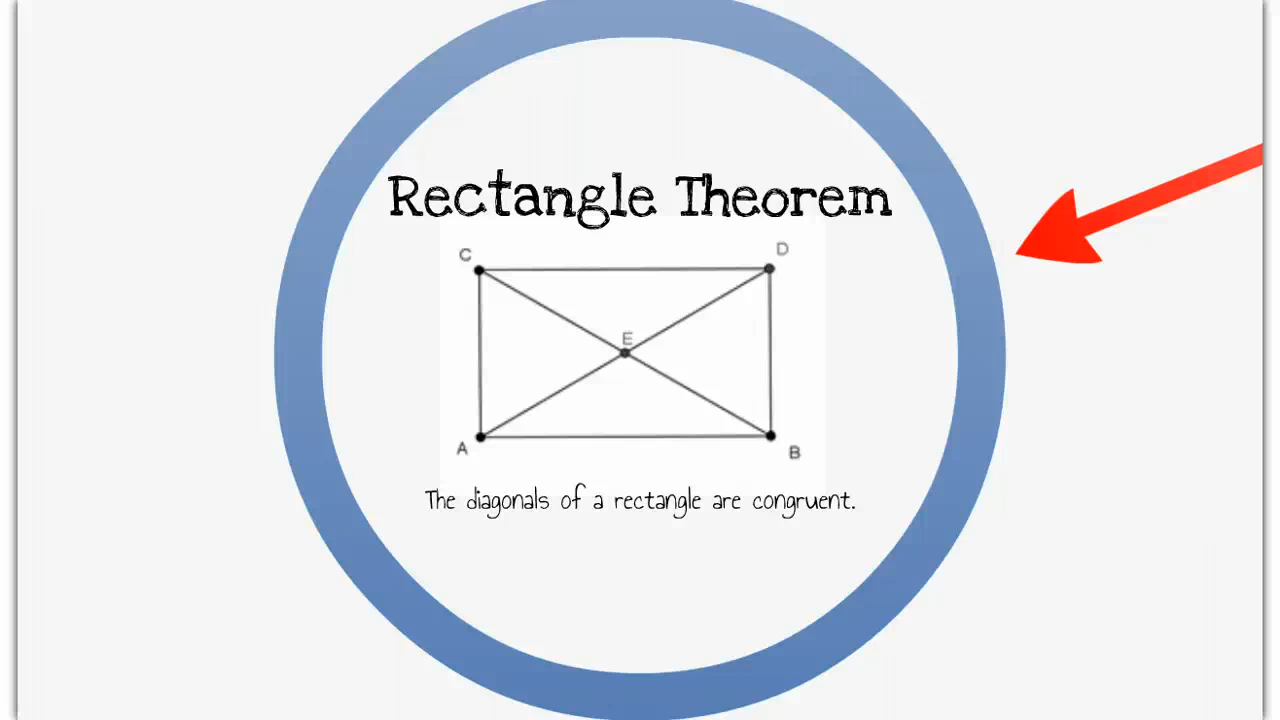 Rectangle Theorem
C D
E
A B
The diagonals of a rectangle are congruent.